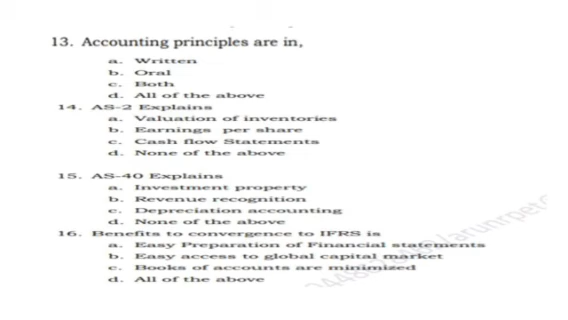 13. Accounting principles are in,
a. Written
b. Oral
c. Both
d. All of the above
14. AS-2 Explains
a. Valuation of inventories
b. Earnings per share
c. Cash flow Statements
d. None of the above
15. AS-40 Explains
a. Investment property
b. Revenue recognition
c. Depreciation accounting
d. None of the above
16. Benefits to convergence to IFRS is
a. Easy Preparation of Financial statements
b. Easy access to global capital market
c. Books of accounts are minimized
d. All of the above